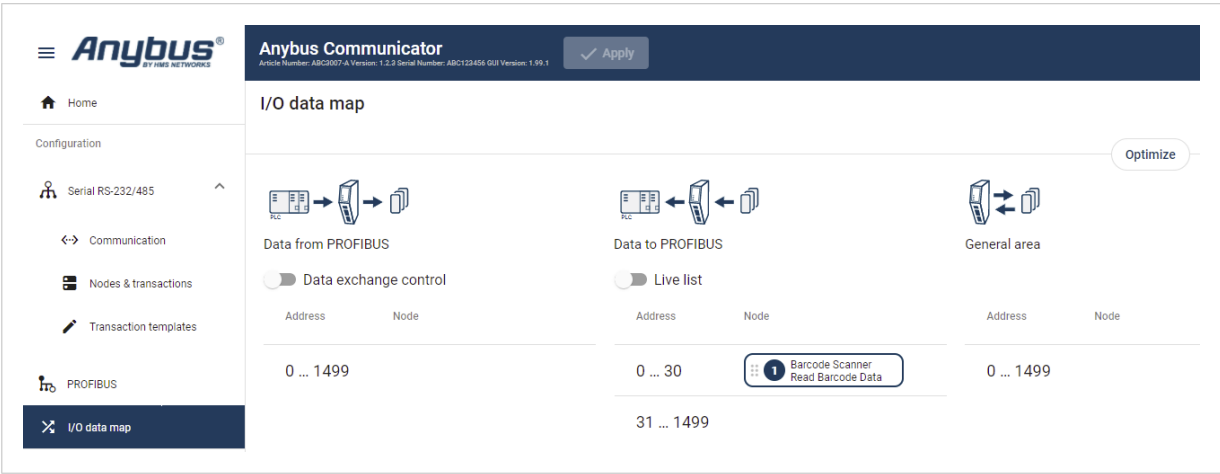 Anybus®
BY HMS NETWORKS
Anybus Communicator
Article Number: ABC3007-A Version: 1.2.3 Serial Number: ABC123456 GUI Version: 1.99.1
Apply
Home
Configuration
Serial RS-232/485
Communication
Nodes & transactions
Transaction templates
PROFIBUS
I/O data map
I/O data map
Optimize
PLC
Data from PROFIBUS
Data exchange control
Address Node
0 ... 1499
PLC
Data to PROFIBUS
Live list
Address Node
0 ... 30
1
Barcode Scanner
Read Barcode Data
31 ... 1499
General area
Address Node
0 ... 1499